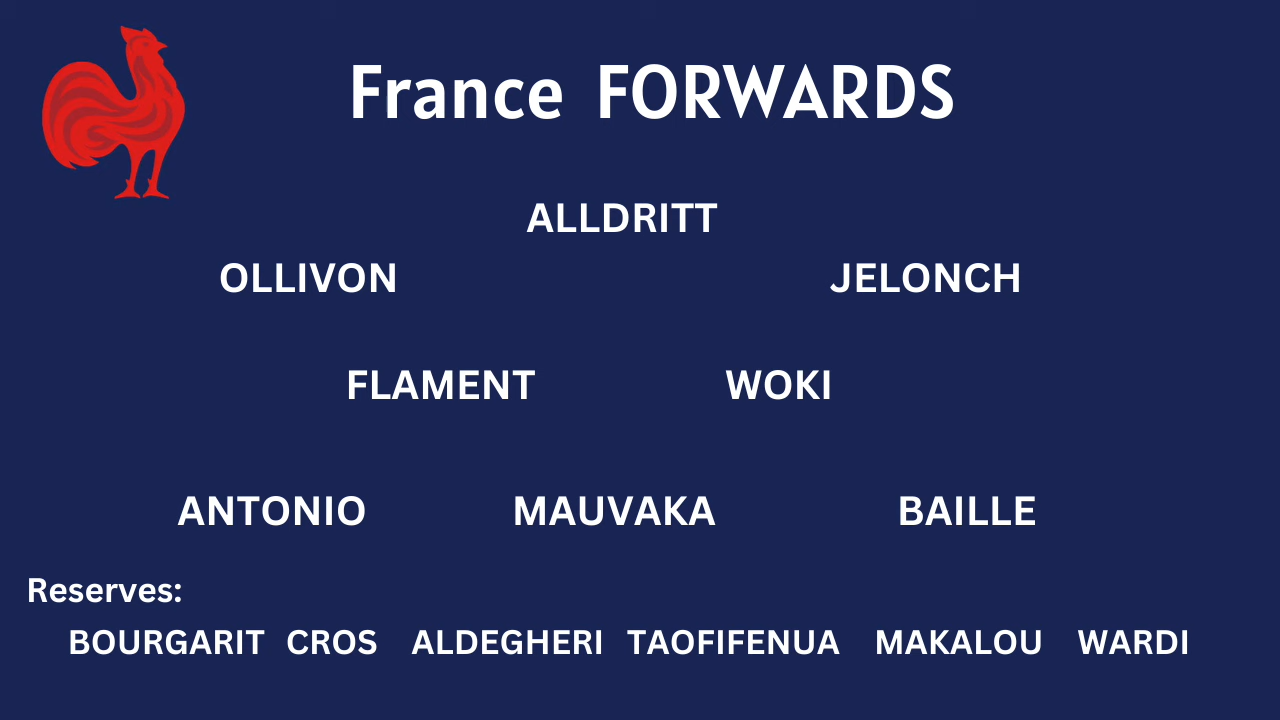 France FORWARDS
ALLDRITT
OLLIVON JELONCH
FLAMENT WOKI
ANTONIO MAUVAKA BAILLE
Reserves:
BOURGARIT CROS ALDEGHERI TAOFIFENUA MAKALOU WARDI